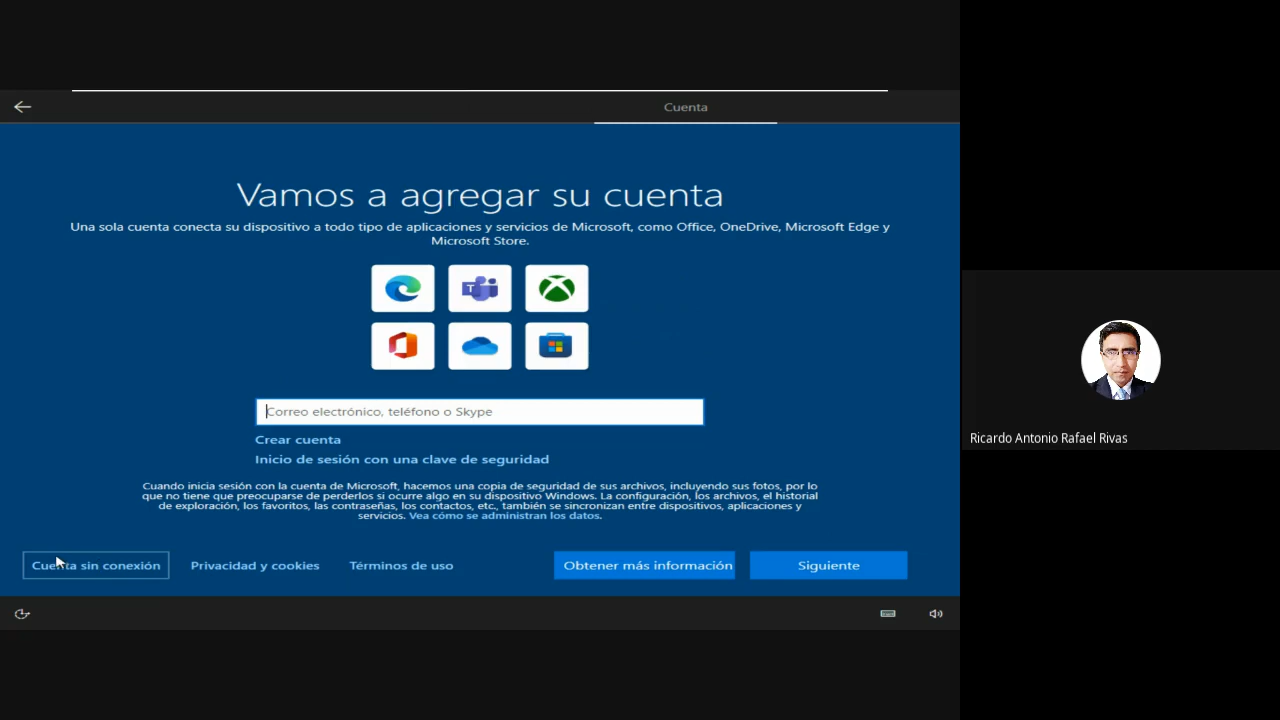 Cuenta
Vamos a agregar su cuenta
Una sola cuenta conecta su dispositivo a todo tipo de aplicaciones y servicios de Microsoft, como Office, OneDrive, Microsoft Edge y
Microsoft Store.
Correo electrónico, teléfono o Skype
Crear cuenta
Inicio de sesión con una clave de seguridad
Cuando inicia sesión con la cuenta de Microsoft, hacemos una copia de seguridad de sus archivos, incluyendo sus fotos, por lo
que no tiene que preocuparse de perderlos si ocurre algo en su dispositivo Windows. La configuración, los archivos, el historial
de exploración, los favoritos, las contraseñas, los contactos, etc., también se sincronizan entre dispositivos, aplicaciones y
servicios. Vea cómo se administran los datos.
Cuenta sin conexión
Privacidad y cookies
Términos de uso
Obtener más información
Siguiente
Ricardo Antonio Rafael Rivas